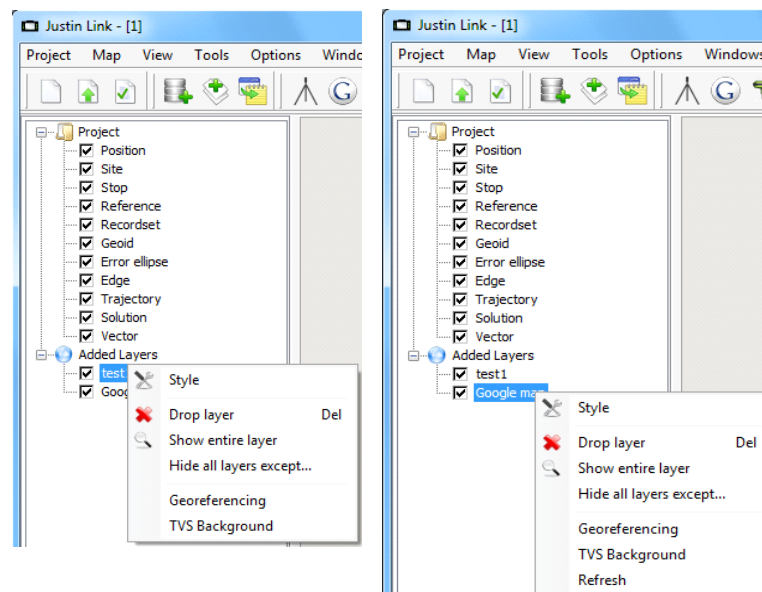 Justin Link - [1]
Project Map View Tools Options Windo
Project
Position
Site
Stop
Reference
Recordset
Geoid
Error ellipse
Edge
Trajectory
Solution
Vector
Added Layers
test
Goog
Style
Drop layer Del
Show entire layer
Hide all layers except...
Georeferencing
TVS Background
Justin Link - [1]
Project Map View Tools Options Windows
Project
Position
Site
Stop
Reference
Recordset
Geoid
Error ellipse
Edge
Trajectory
Solution
Vector
Added Layers
test1
Google map
Style
Drop layer Del
Show entire layer
Hide all layers except...
Georeferencing
TVS Background
Refresh